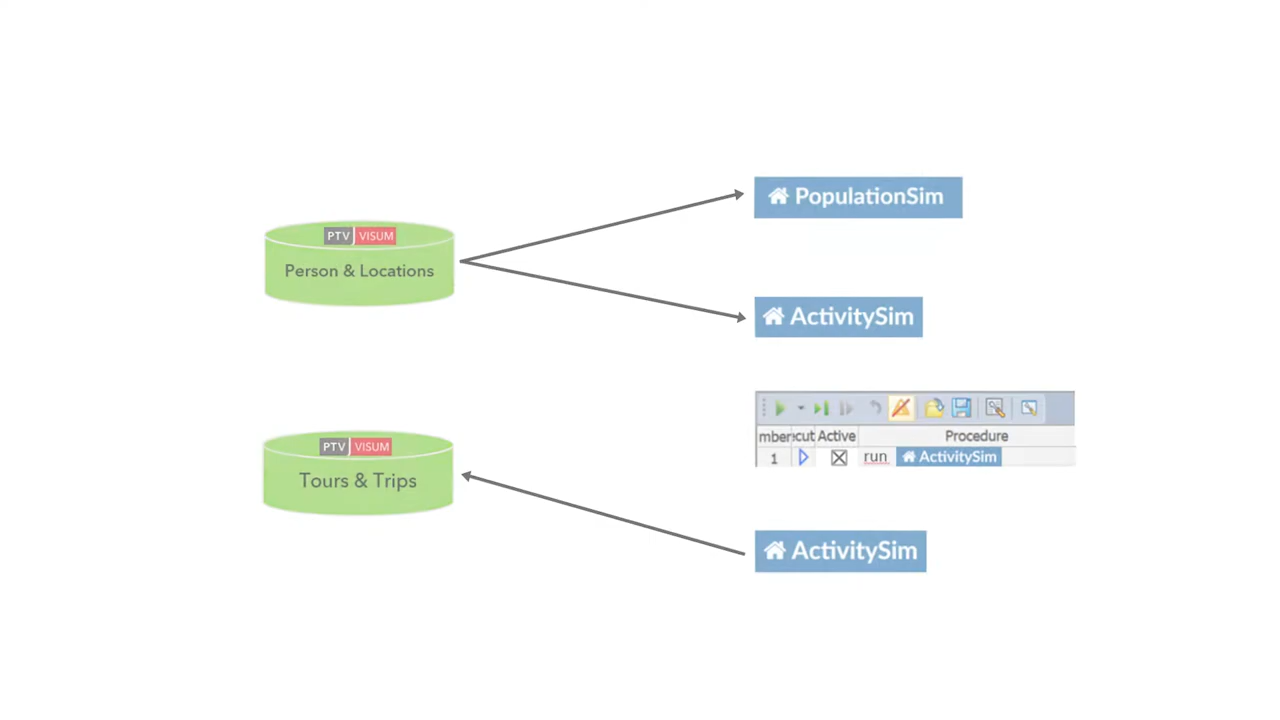 PopulationSim
PTV VISUM
Person & Locations
ActivitySim
mber cut Active Procedure
1 run ActivitySim
PTV VISUM
Tours & Trips
ActivitySim